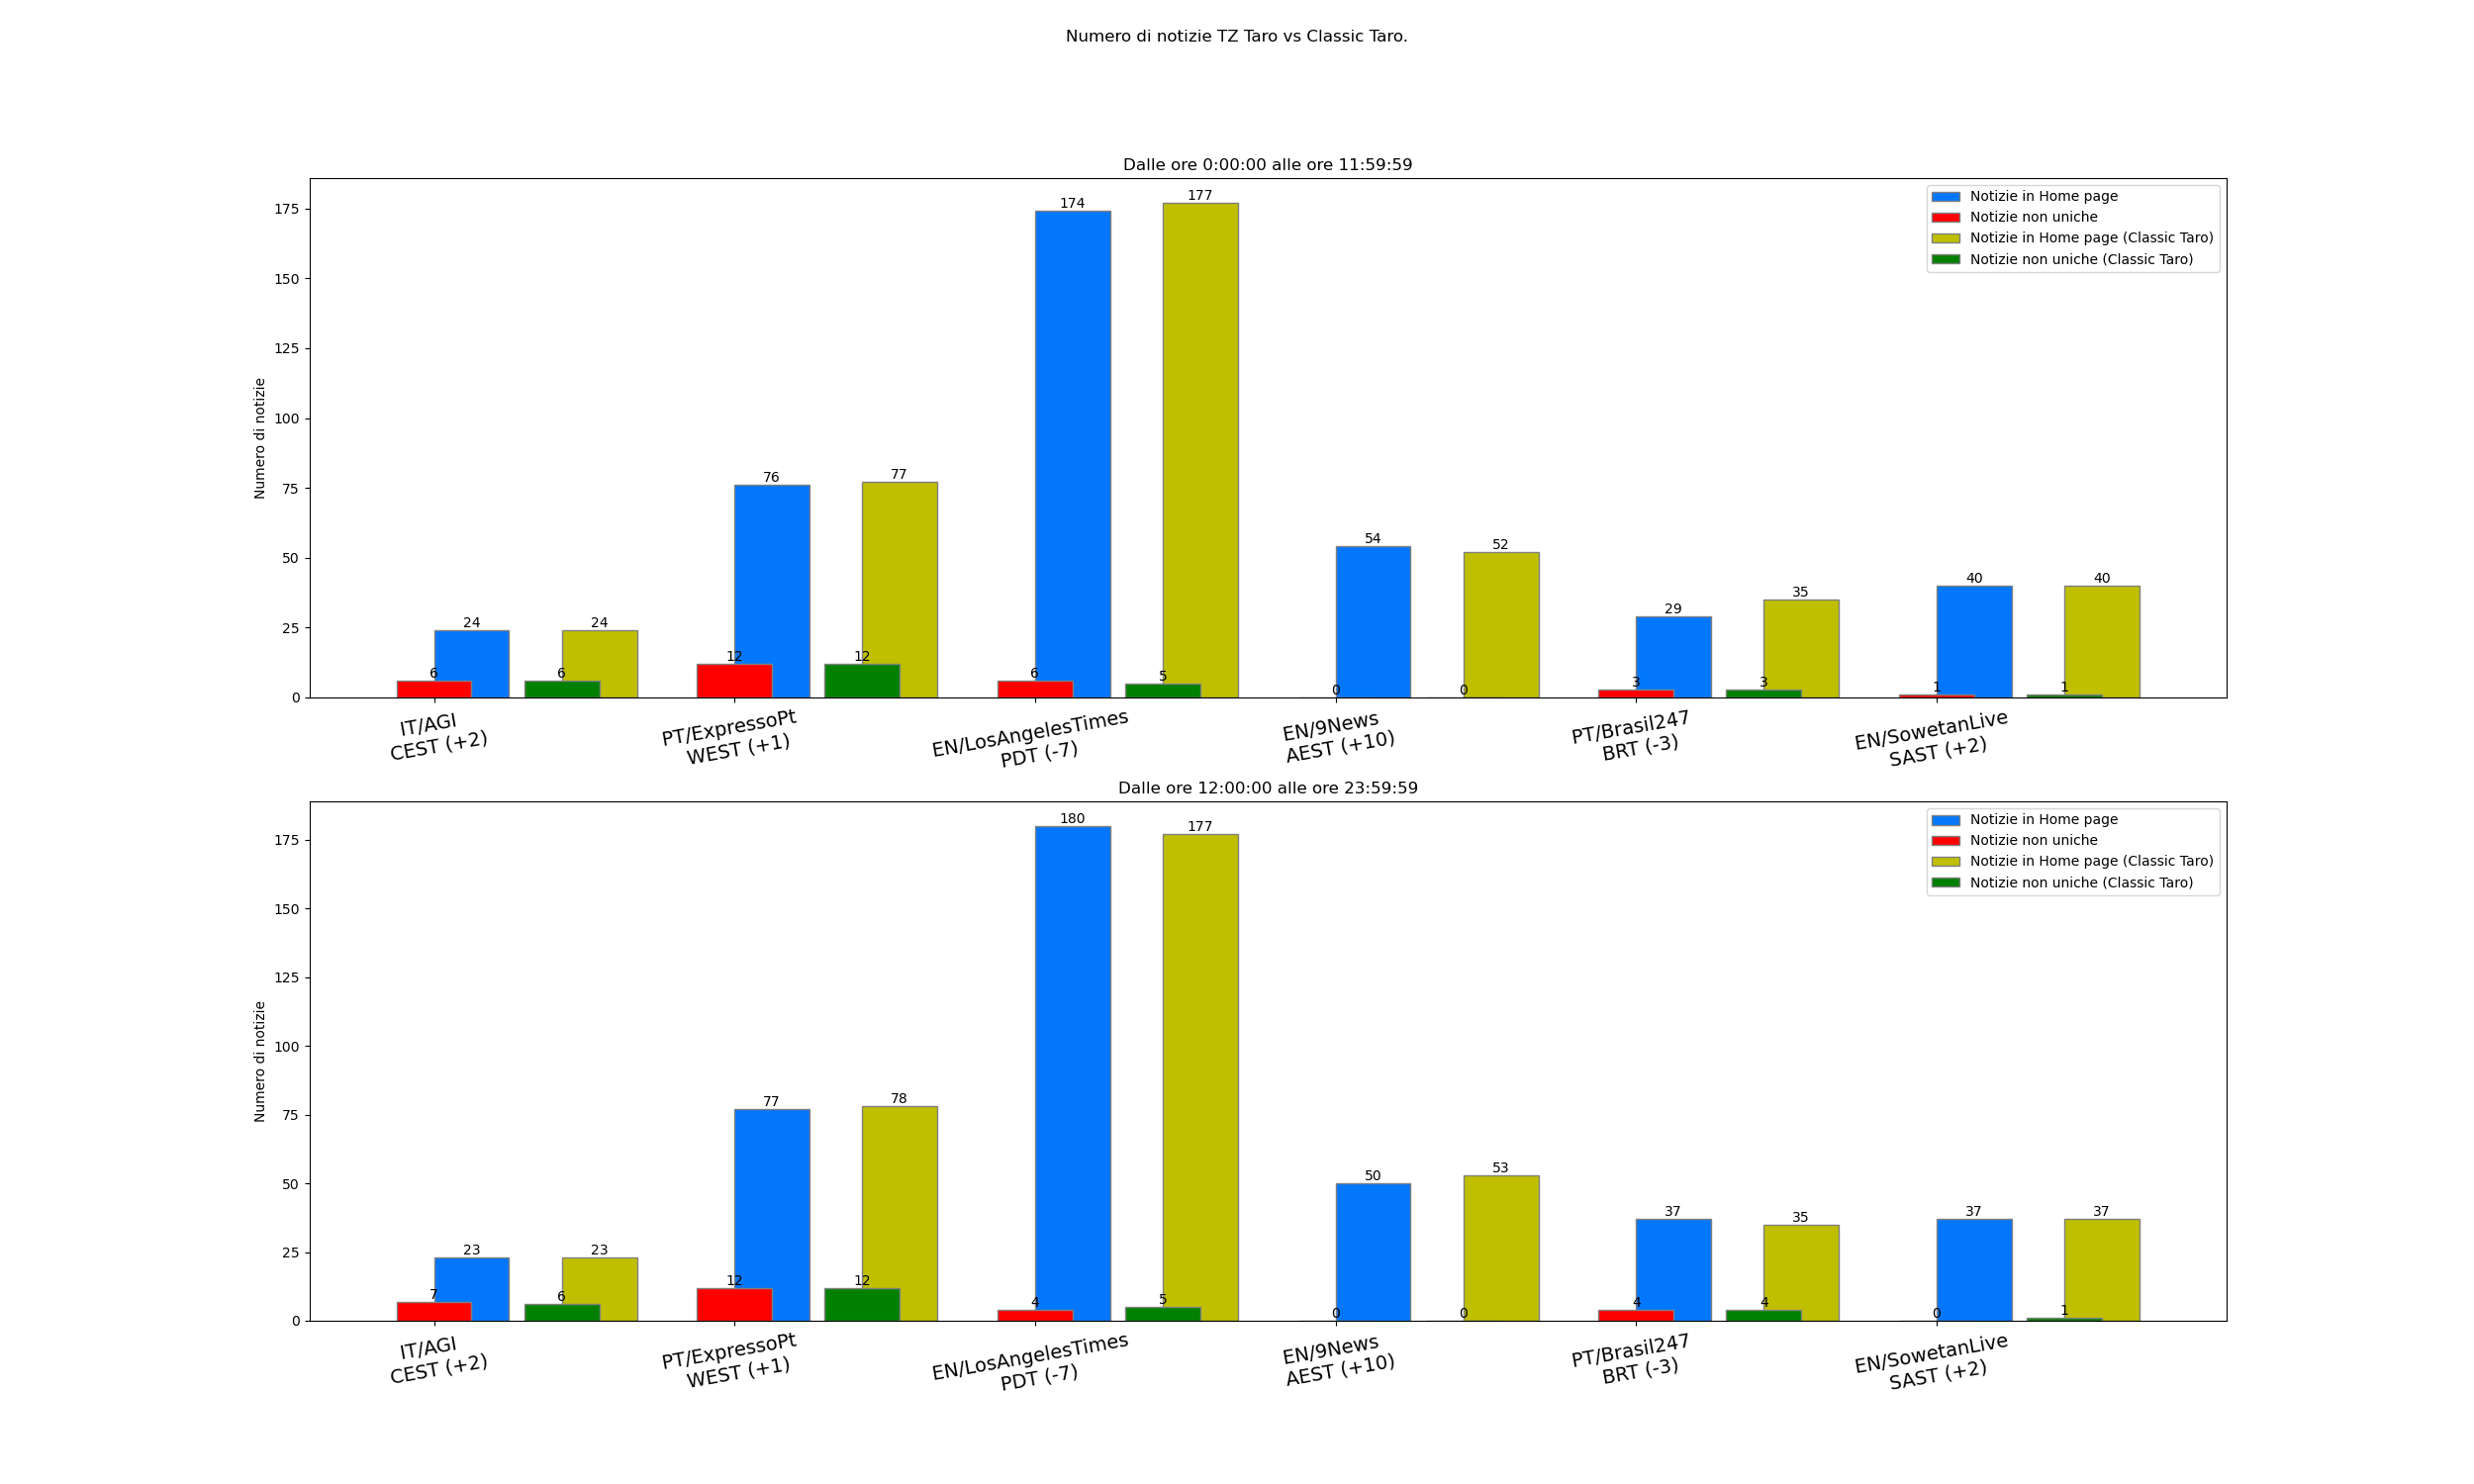 Numero di notizie TZ Taro vs Classic Taro.
Dalle ore 0:00:00 alle ore 11:59:59
Numero di notizie
175
150
125
100
75
50
25
0
Notizie in Home page
Notizie non uniche
Notizie in Home page (Classic Taro)
Notizie non uniche (Classic Taro)
6
24
6
24
12
76
12
77
6
174
5
177
0
54
0
52
3
29
3
35
1
40
1
40
IT/AGI
CEST (+2)
PT/ExpressoPt
WEST (+1)
EN/LosAngelesTimes
PDT (-7)
EN/9News
AEST (+10)
PT/Brasil247
BRT (-3)
EN/SowetanLive
SAST (+2)
Dalle ore 12:00:00 alle ore 23:59:59
Numero di notizie
175
150
125
100
75
50
25
0
Notizie in Home page
Notizie non uniche
Notizie in Home page (Classic Taro)
Notizie non uniche (Classic Taro)
7
23
6
23
12
77
12
78
4
180
5
177
0
50
0
53
4
37
4
35
0
37
1
37
IT/AGI
CEST (+2)
PT/ExpressoPt
WEST (+1)
EN/LosAngelesTimes
PDT (-7)
EN/9News
AEST (+10)
PT/Brasil247
BRT (-3)
EN/SowetanLive
SAST (+2)